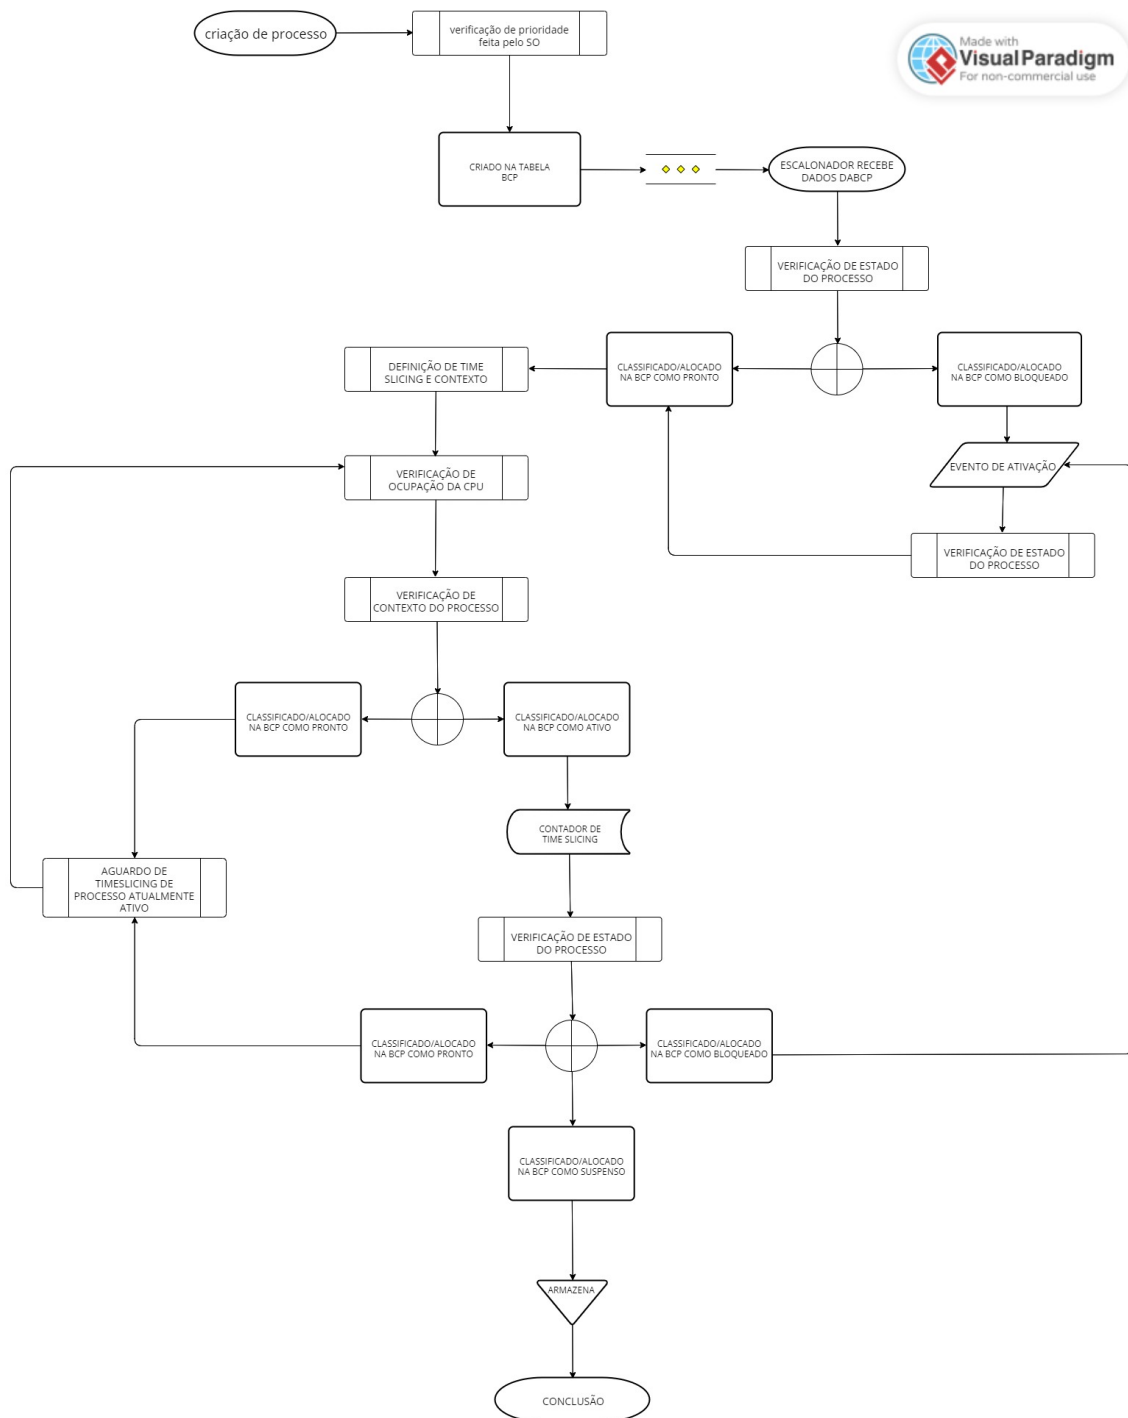 criação de processo
verificação de prioridade
feita pelo SO
Made with
Visual Paradigm
For non-commercial use
CRIADO NA TABELA
BCP
ESCALONADOR RECEBE
DADOS DABCP
VERIFICAÇÃO DE ESTADO
DO PROCESSO
DEFINIÇÃO DE TIME
SLICING E CONTEXTO
CLASSIFICADO/ALOCADO
NA BCP COMO PRONTO
CLASSIFICADO/ALOCADO
NA BCP COMO BLOQUEADO
VERIFICAÇÃO DE
OCUPAÇÃO DA CPU
EVENTO DE ATIVAÇÃO
VERIFICAÇÃO DE ESTADO
DO PROCESSO
VERIFICAÇÃO DE
CONTEXTO DO PROCESSO
CLASSIFICADO/ALOCADO
NA BCP COMO PRONTO
CLASSIFICADO/ALOCADO
NA BCP COMO ATIVO
CONTADOR DE
TIME SLICING
AGUARDO DE
TIMESLICING DE
PROCESSO ATUALMENTE
ATIVO
VERIFICAÇÃO DE ESTADO
DO PROCESSO
CLASSIFICADO/ALOCADO
NA BCP COMO PRONTO
CLASSIFICADO/ALOCADO
NA BCP COMO BLOQUEADO
CLASSIFICADO/ALOCADO
NA BCP COMO SUSPENSO
ARMAZENA
CONCLUSÃO